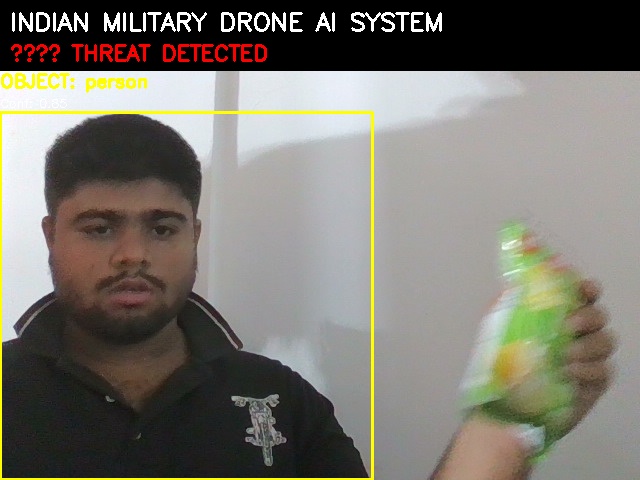 INDIAN MILITARY DRONE AI SYSTEM
???? THREAT DETECTED
OBJECT: person